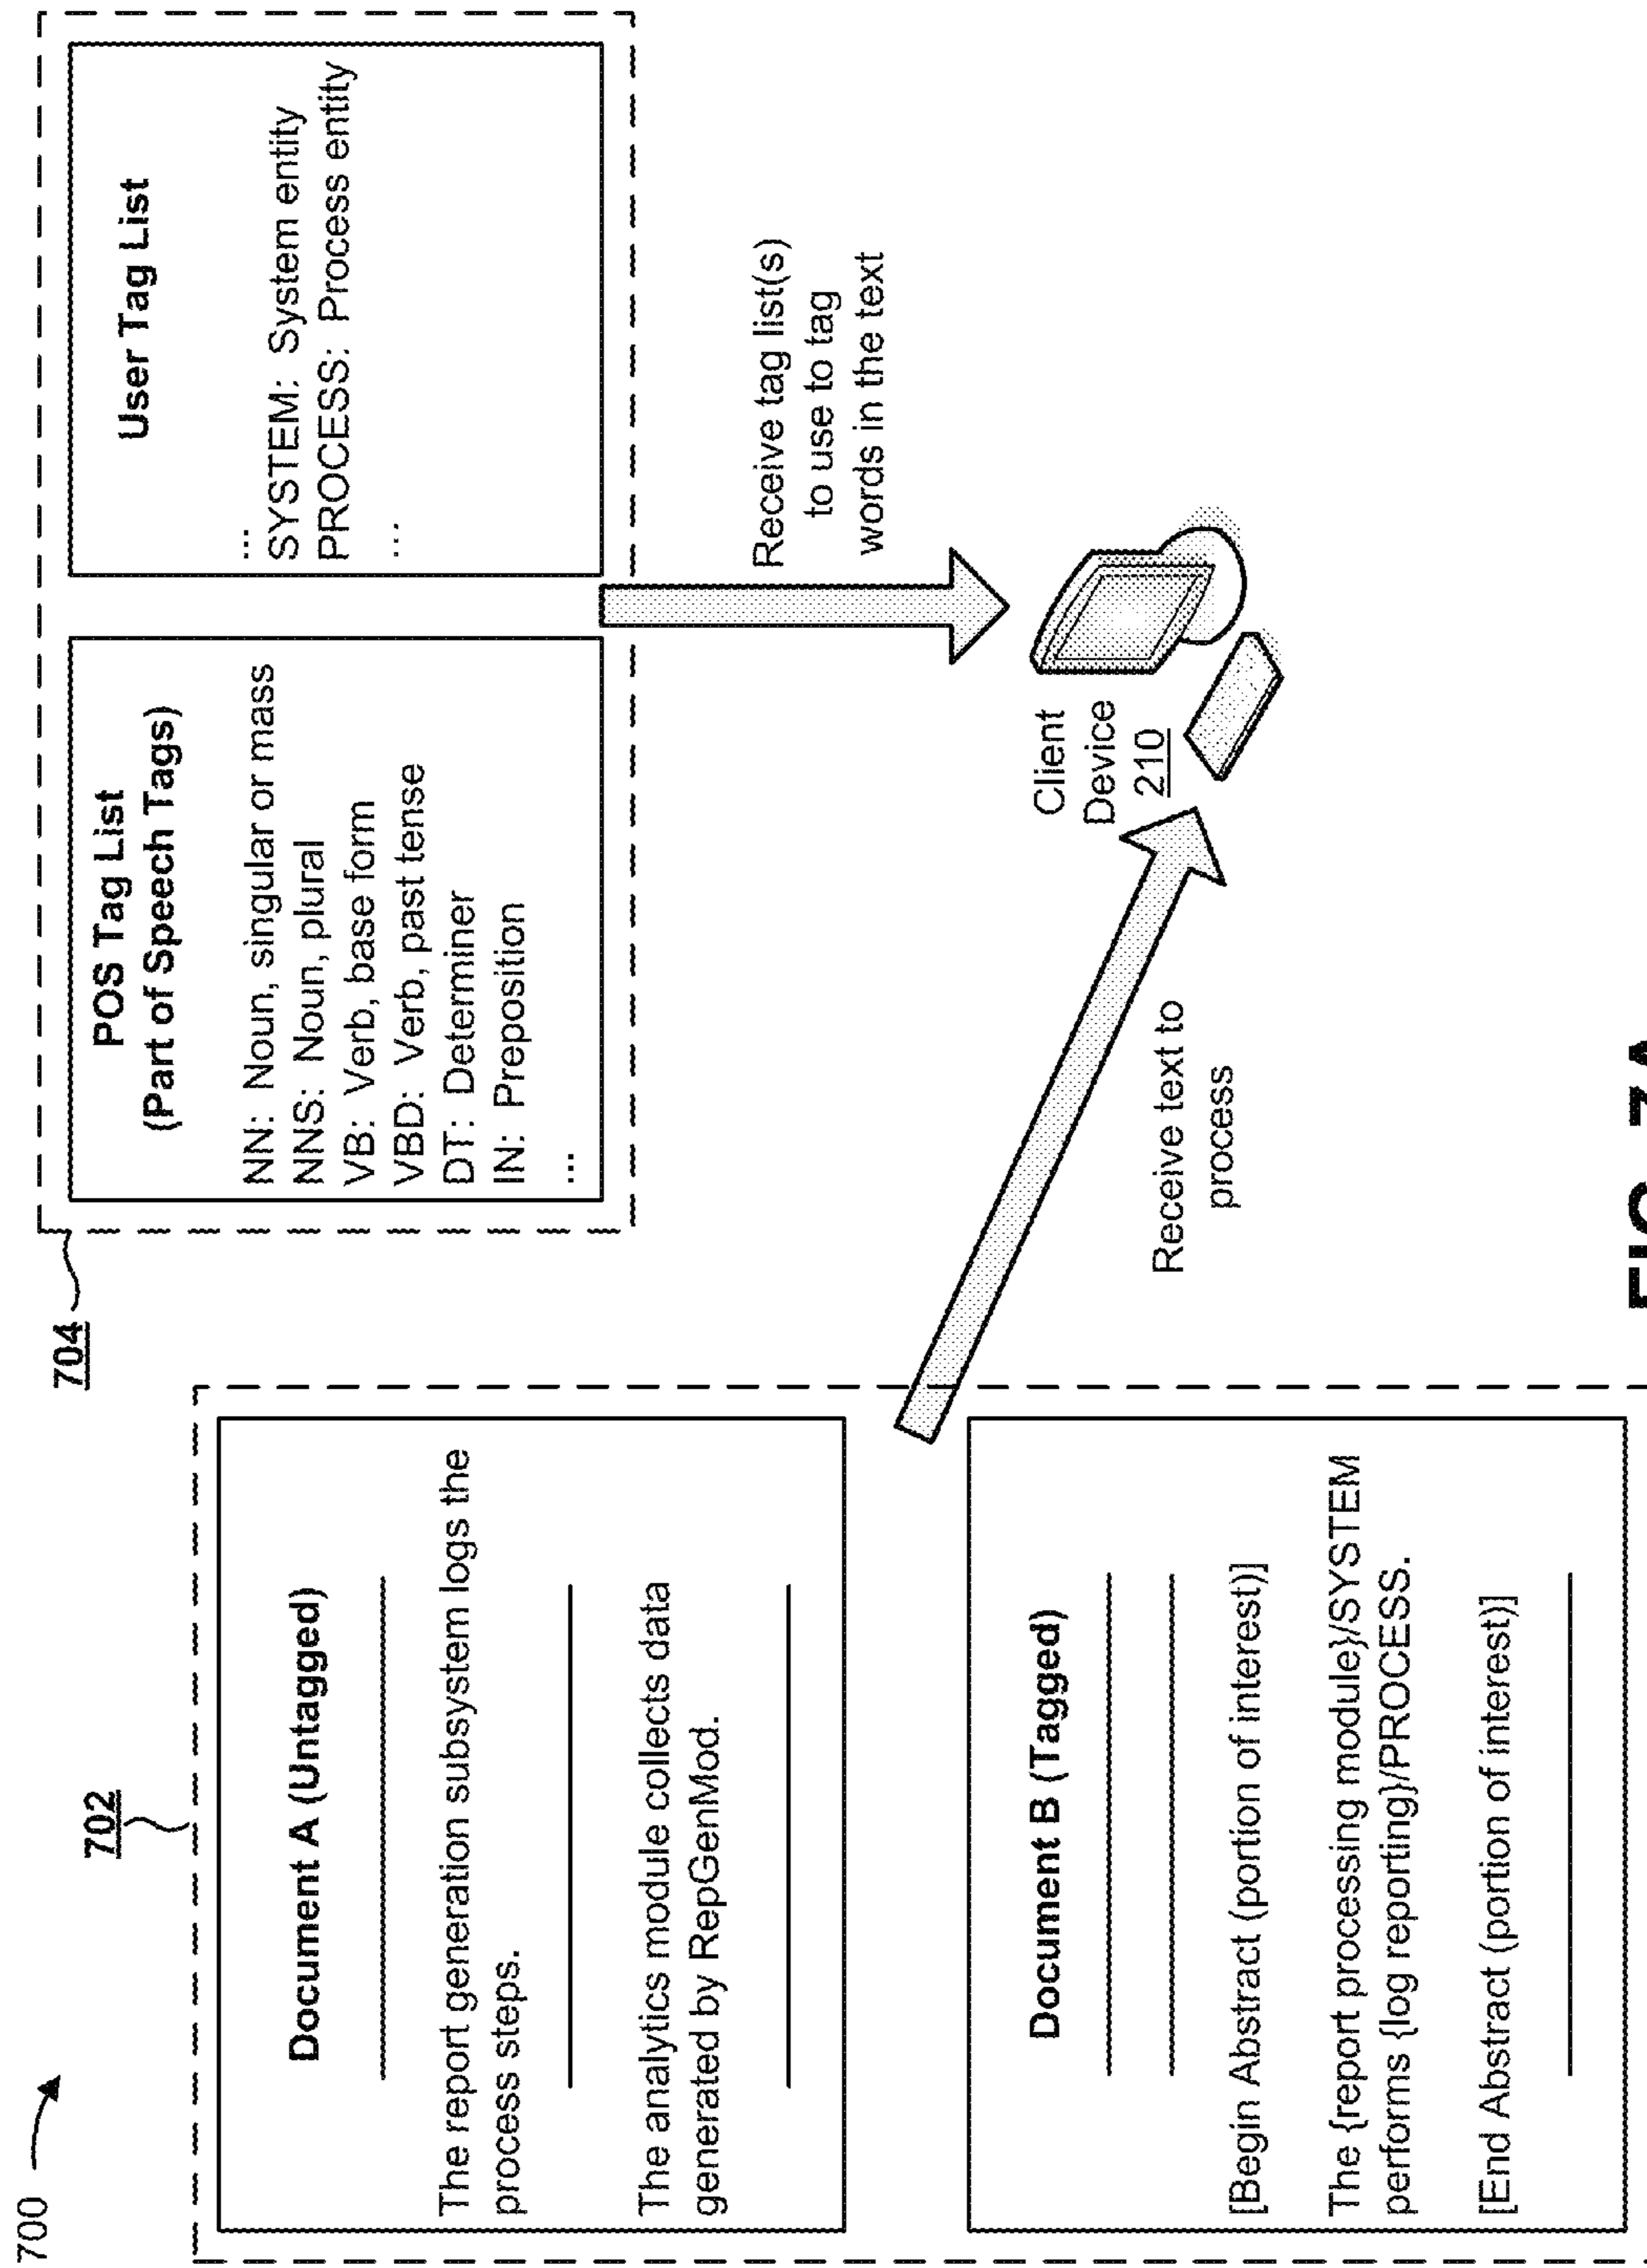 700
702
Document A (Untagged)
The report generation subsystem logs the
process steps.
The analytics module collects data
generated by RepGenMod.
Document B (Tagged)
[Begin Abstract (portion of interest)]
The {report processing module}/SYSTEM
performs {log reporting}/PROCESS.
[End Abstract (portion of interest)]
704
POS Tag List
(Part of Speech Tags)
NN: Noun, singular or mass
NNS: Noun, plural
VB: Verb, base form
VBD: Verb, past tense
DT: Determiner
IN: Preposition
...
User Tag List
...
SYSTEM: System entity
PROCESS: Process entity
...
Receive tag list(s)
to use to tag
words in the text
Receive text to
process
Client
Device
210